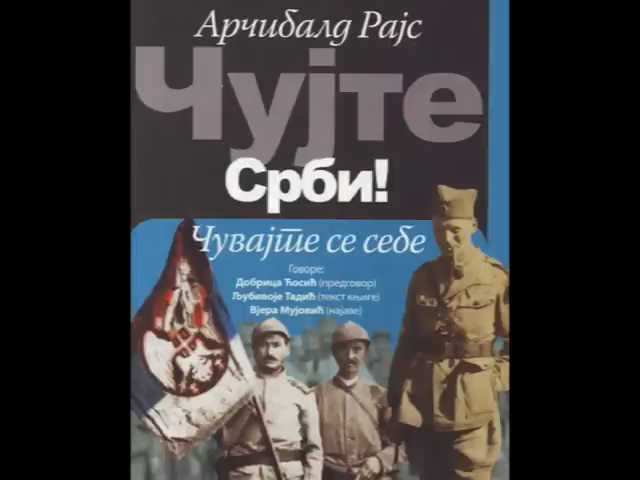 Арчибалд Рајс
Чујте
Срби!
Чувајте се себе
Говоре:
Добрица Ћосић (предговор)
Љубивоје Тадић (текст књиге)
Вјера Мујовић (најаве)